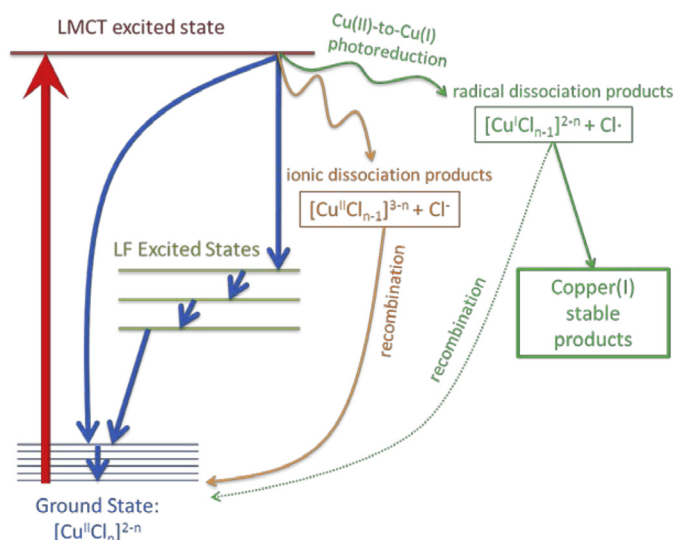 LMCT excited state
Cu(II)-to-Cu(I)
photoreduction
radical dissociation products
[CuᴵClₙ₋₁]²⁻ⁿ + Cl·
ionic dissociation products
[CuᴵᴵClₙ₋₁]³⁻ⁿ + Cl⁻
LF Excited States
recombination
recombination
Copper(I)
stable
products
Ground State:
[CuᴵᴵClₙ]²⁻ⁿ